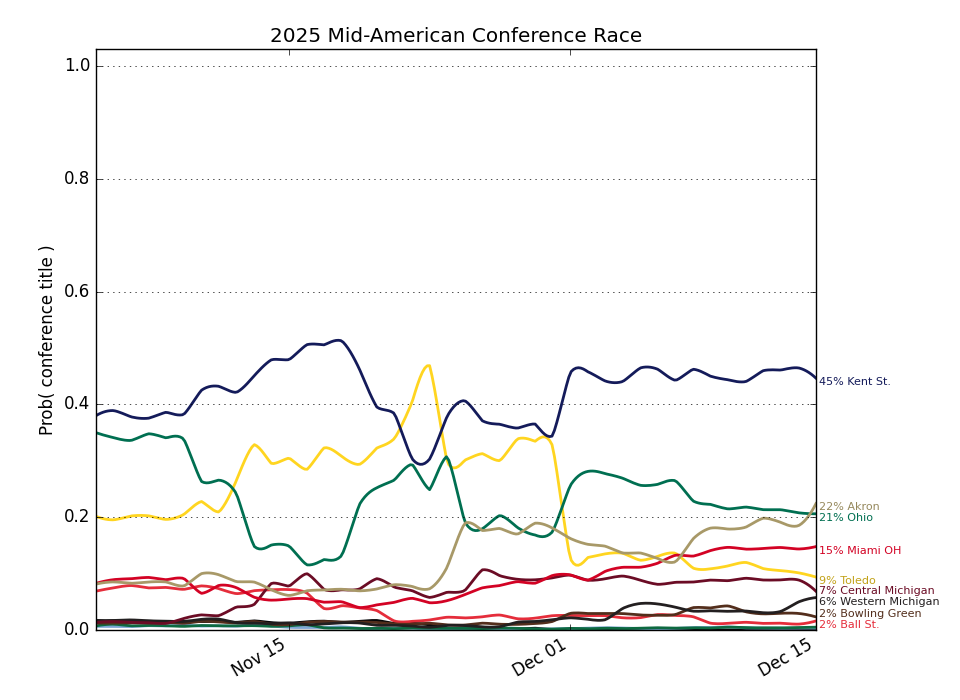 2025 Mid-American Conference Race
Prob( conference title )
1.0
0.8
0.6
0.4
0.2
0.0
Nov 15
Dec 01
Dec 15
45% Kent St.
22% Akron
21% Ohio
15% Miami OH
9% Toledo
7% Central Michigan
6% Western Michigan
2% Bowling Green
2% Ball St.